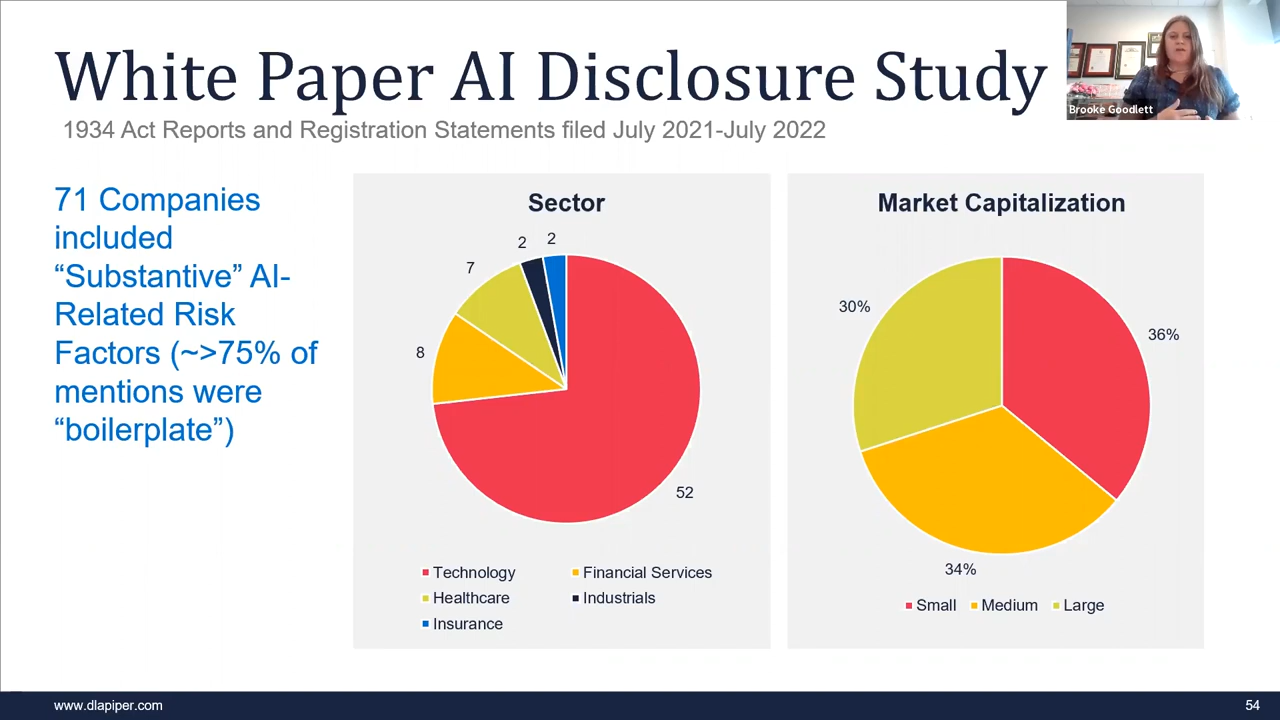 White Paper AI Disclosure Study
1934 Act Reports and Registration Statements filed July 2021-July 2022
Brooke Goodlett
71 Companies
included
“Substantive” AI-
Related Risk
Factors (~>75% of
mentions were
“boilerplate”)
Sector
2
2
7
8
52
Technology
Financial Services
Healthcare
Industrials
Insurance
Market Capitalization
30%
36%
34%
Small Medium Large
www.dlapiper.com
54